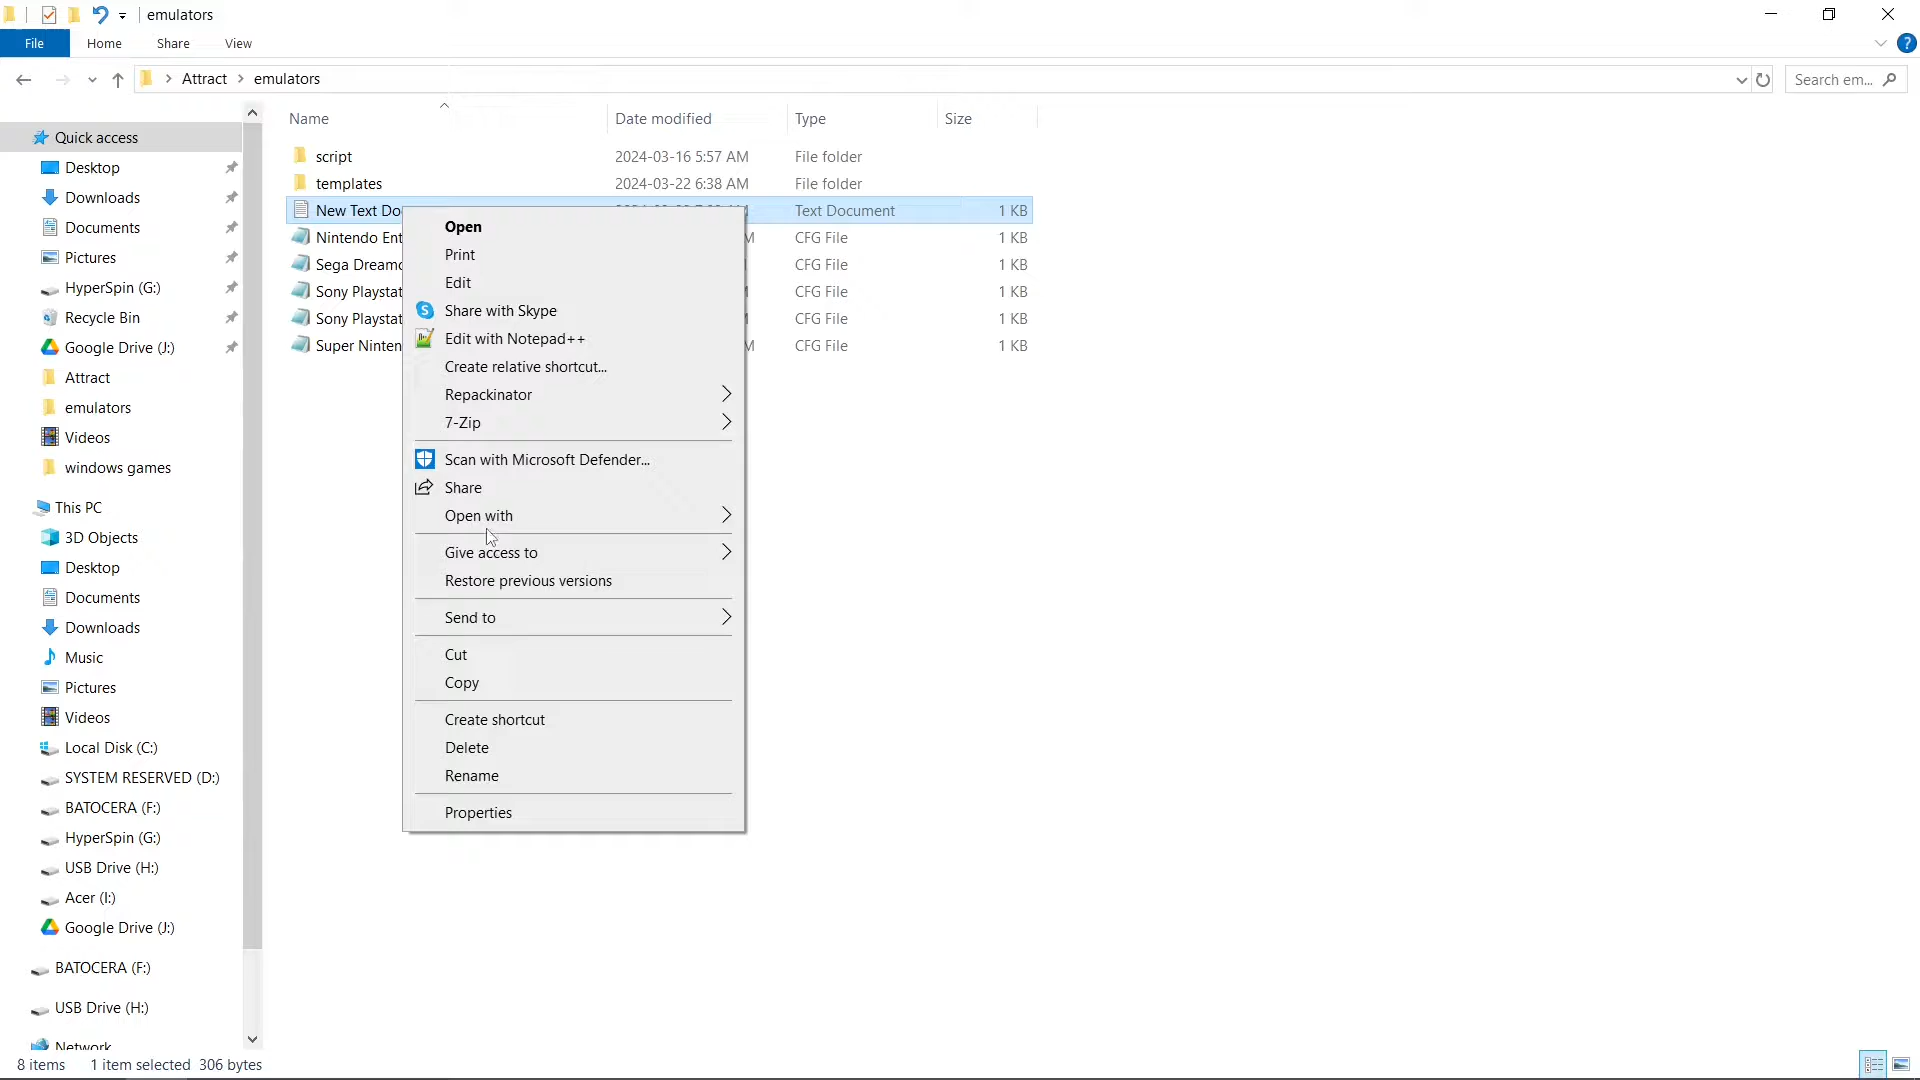 emulators
File Home Share View
Attract emulators Search em...
Name Date modified Type Size
Quick access
Desktop
Downloads
Documents
Pictures
HyperSpin (G:)
Recycle Bin
Google Drive (J:)
Attract
emulators
Videos
windows games
This PC
3D Objects
Desktop
Documents
Downloads
Music
Pictures
Videos
Local Disk (C:)
SYSTEM RESERVED (D:)
BATOCERA (F:)
HyperSpin (G:)
USB Drive (H:)
Acer (I:)
Google Drive (J:)
BATOCERA (F:)
USB Drive (H:)
Network
script 2024-03-16 5:57 AM File folder
templates 2024-03-22 6:38 AM File folder
New Text Do Text Document 1 KB
Nintendo Ent M CFG File 1 KB
Sega Dreamc CFG File 1 KB
Sony Playstat CFG File 1 KB
Sony Playstat CFG File 1 KB
Super Ninten M CFG File 1 KB
Open
Print
Edit
Share with Skype
Edit with Notepad++
Create relative shortcut...
Repackinator
7-Zip
Scan with Microsoft Defender...
Share
Open with
Give access to
Restore previous versions
Send to
Cut
Copy
Create shortcut
Delete
Rename
Properties
8 items 1 item selected 306 bytes